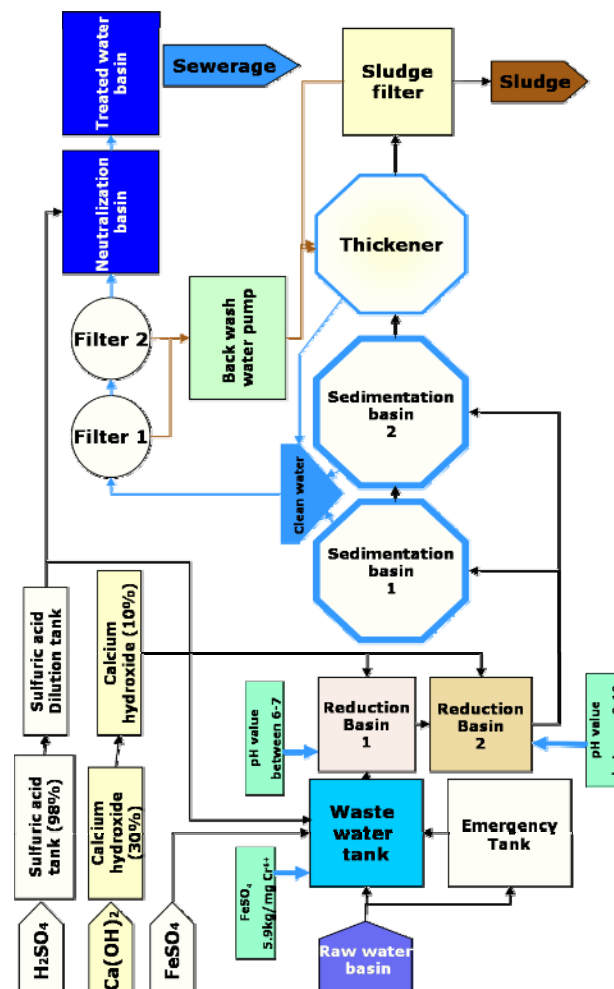 Treated water
basin
Sewerage
Sludge
filter
Sludge
Neutralization
basin
Thickener
Filter 2
Back wash
water pump
Filter 1
Sedimentation
basin
2
Clean water
Sedimentation
basin
1
Sulfuric acid
Dilution tank
Calcium
hydroxide (10%)
pH value
between 6-7
Reduction
Basin
1
Reduction
Basin
2
pH value
Sulfuric acid
tank (98%)
Calcium
hydroxide
(30%)
Waste
water
tank
Emergency
Tank
FeSO₄
5.9kg/mg Cr⁶⁺
H₂SO₄
Ca(OH)₂
FeSO4
Raw water
basin